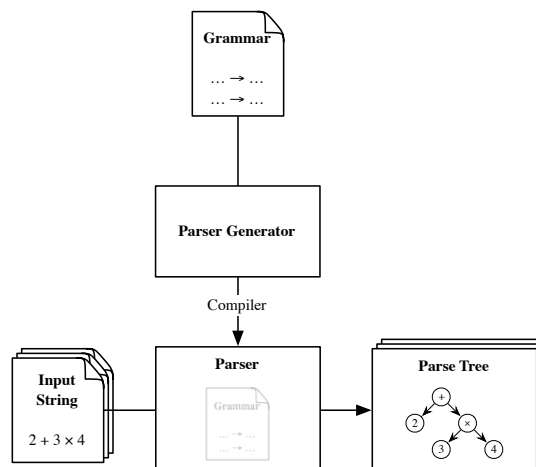 Grammar
... → ...
... → ...
Parser Generator
Compiler
Input
String
2 + 3 × 4
Parser
Grammar
... → ...
... → ...
Parse Tree
+
2
×
3
4